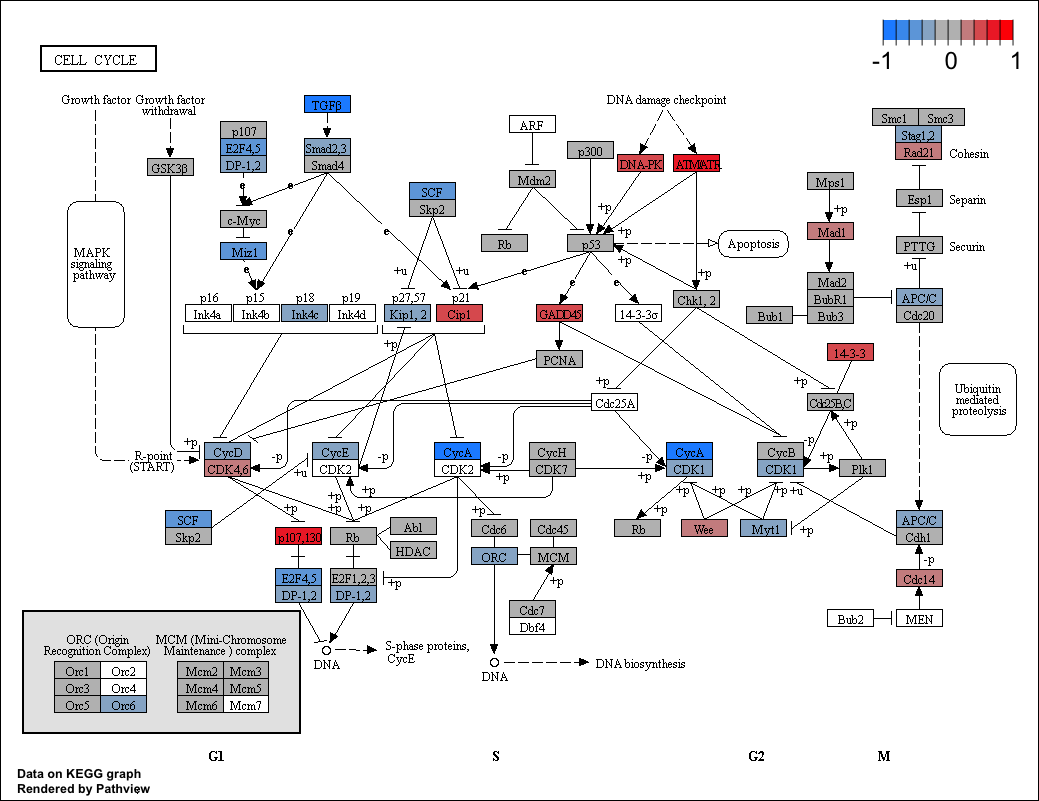 CELL CYCLE
-1 0 1
Growth factor
Growth factor
withdrawal
TGFβ
DNA damage checkpoint
ARF
Smc1 Smc3
Stag1,2
Rad21
Cohesin
p107
E2F4,5
DP-1,2
Smad2,3
Smad4
GSK3β
p300
DNA-PK
ATM/ATR
Mdm2
SCF
Skp2
Mps1
+p
Esp1
Separin
e
e
c-Myc
Miz1
e
e
Rb
p53
+p
+p
Apoptosis
Mad1
PTTG
Securin
+u
MAPK
signaling
pathway
+u
+u
e
e
e
+p
Chk1, 2
Mad2
BubR1
Bub3
Bub1
APC/C
Cdc20
p16
Ink4a
p15
Ink4b
p18
Ink4c
p19
Ink4d
p27,57
Kip1, 2
p21
Cip1
GADD45
14-3-3σ
+p
PCNA
14-3-3
+p
+p
Cdc25A
Cdc25B,C
Ubiquitin
mediated
proteolysis
R-point
(START)
+p
CycD
CDK4,6
-p
CycE
CDK2
-p
CycA
CDK2
-p
+p
CycH
CDK7
-p
+p
CycA
CDK1
CycB
CDK1
-p
+p
+p
Plk1
+u
+p
+p
+p
+p
+p
+p
+p
+p
+p
+u
SCF
Skp2
p107,130
Rb
Abl
HDAC
Cdc6
ORC
Cdc45
MCM
+p
Rb
Wee
Myt1
+p
APC/C
Cdh1
-p
E2F4,5
DP-1,2
E2F1,2,3
DP-1,2
+p
Cdc7
Dbf4
Cdc14
Bub2
MEN
ORC (Origin
Recognition Complex)
Orc1 Orc2
Orc3 Orc4
Orc5 Orc6
MCM (Mini-Chromosome
Maintenance ) complex
Mcm2 Mcm3
Mcm4 Mcm5
Mcm6 Mcm7
DNA
S-phase proteins,
CycE
DNA
DNA biosynthesis
G1 S G2 M
Data on KEGG graph
Rendered by Pathview